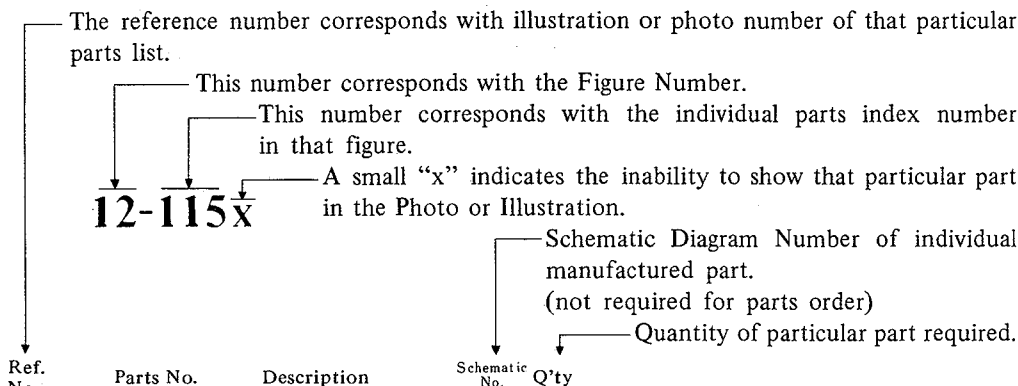 The reference number corresponds with illustration or photo number of that particular
parts list.
This number corresponds with the Figure Number.
This number corresponds with the individual parts index number
in that figure.
A small “x” indicates the inability to show that particular part
in the Photo or Illustration.
12-115x
Schematic Diagram Number of individual
manufactured part.
(not required for parts order)
Quantity of particular part required.
Ref. Parts No. Description Schematic No. Q'ty